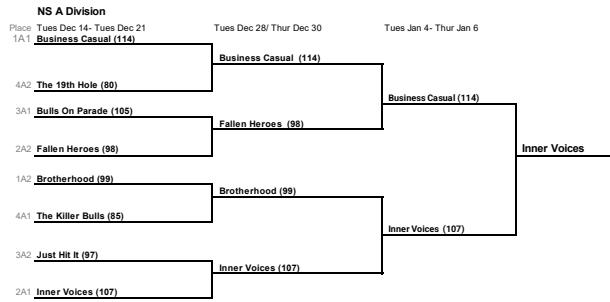 NS A Division
Place Tues Dec 14- Tues Dec 21 Tues Dec 28/ Thur Dec 30 Tues Jan 4- Thur Jan 6
1A1 Business Casual (114)
Business Casual (114)
4A2 The 19th Hole (80)
Business Casual (114)
3A1 Bulls On Parade (105)
Fallen Heroes (98)
2A2 Fallen Heroes (98)
Inner Voices
1A2 Brotherhood (99)
Brotherhood (99)
4A1 The Killer Bulls (85)
Inner Voices (107)
3A2 Just Hit It (97)
Inner Voices (107)
2A1 Inner Voices (107)